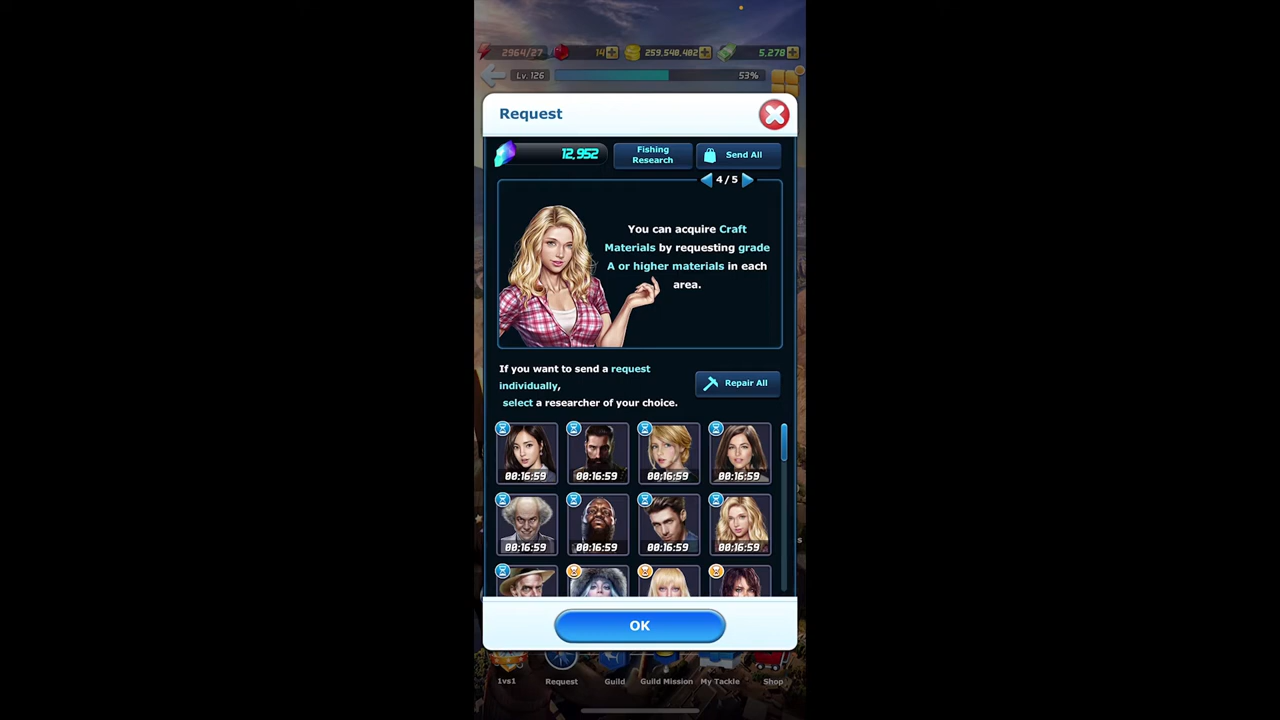 2964/27
14
259,540,402
5,278
Lv. 126
53%
Request
12,952
Fishing
Research
Send All
4/5
You can acquire Craft
Materials by requesting grade
A or higher materials in each
area.
If you want to send a request
individually,
select a researcher of your choice.
Repair All
00:16:59
00:16:59
00:16:59
00:16:59
00:16:59
00:16:59
00:16:59
00:16:59
OK
1vs1
Request
Guild
Guild Mission
My Tackle
Shop